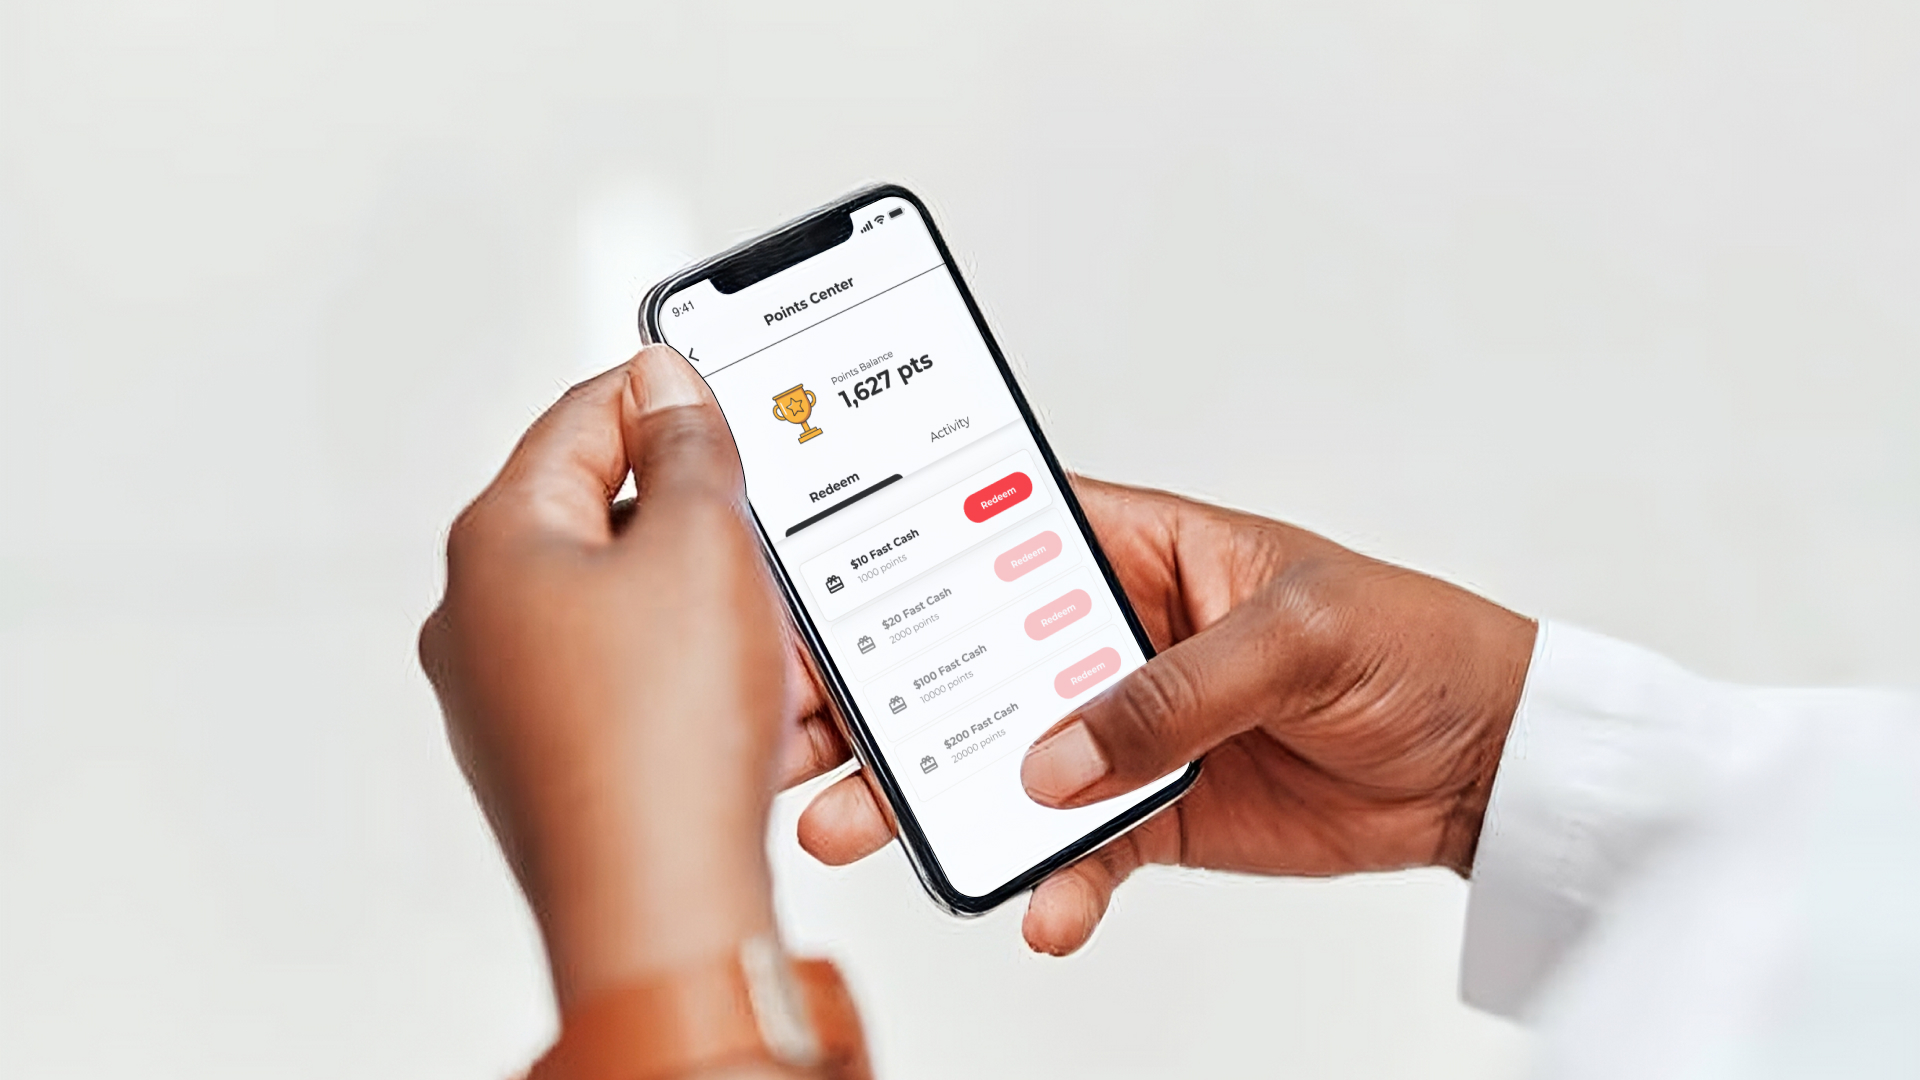 9:41
Points Center
Points Balance
1,627 pts
Redeem
Activity
$10 Fast Cash
1000 points
Redeem
$20 Fast Cash
2000 points
Redeem
$100 Fast Cash
10000 points
Redeem
$200 Fast Cash
20000 points
Redeem